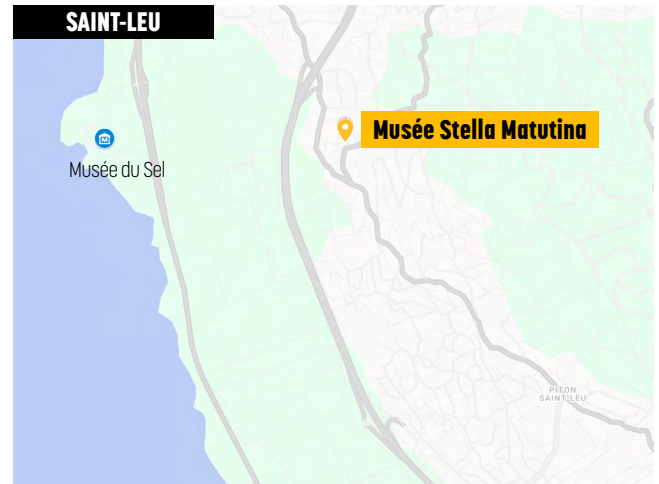 SAINT-LEU
Musée Stella Matutina
Musée du Sel
PITON
SAINT-LEU